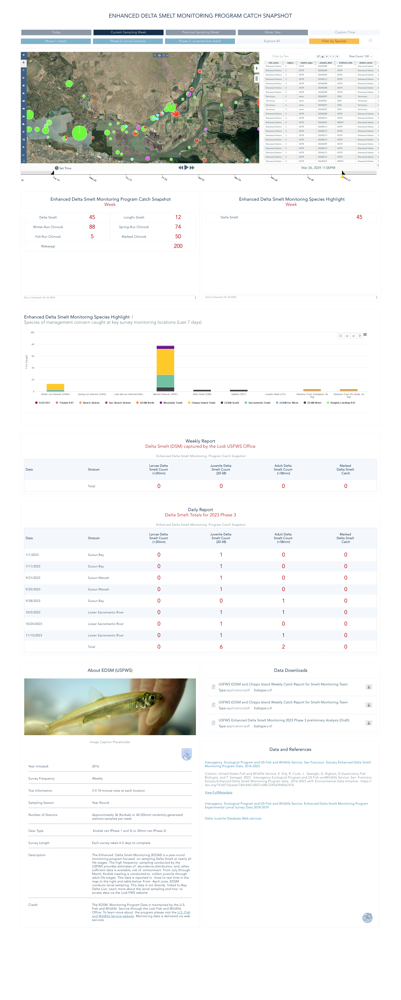 ENHANCED DELTA SMELT MONITORING PROGRAM CATCH SNAPSHOT
Today Current Sampling Week Previous Sampling Week Water Year Custom Time
Phase 1: Adult Phase 2: Larval/Juvenile Phase 3: Juvenile/Sub-Adult Explore All Filter by Species ?
Filter by Text Row Count: 100
site_name region station_type sample_date method_code station_name
Sherwood Harbor 2 KDTR 20240208 KDTR Sherwood Harbor S
Sherwood Harbor 2 KDTR 20240208 KDTR Sherwood Harbor S
Sherwood Harbor 2 KDTR 20240209 KDTR Sherwood Harbor S
Sherwood Harbor 2 KDTR 20240213 KDTR Sherwood Harbor S
Sherwood Harbor 2 KDTR 20240208 KDTR Sherwood Harbor S
Sherwood Harbor 2 KDTR 20240208 KDTR Sherwood Harbor S
Sherwood Harbor 2 KDTR 20240208 KDTR Sherwood Harbor S
Terminous 3 seine 20240207 SEIN Terminous LI
Terminous 3 seine 20240207 SEIN Terminous LI
Terminous 3 seine 20240207 SEIN Terminous LI
Terminous 3 seine 20240207 SEIN Terminous LI
Sherwood Harbor 2 KDTR 20240208 KDTR Sherwood Harbor S
Sherwood Harbor 2 KDTR 20240213 KDTR Sherwood Harbor S
Sherwood Harbor 2 KDTR 20240207 MWTR Sherwood Harbor S
Sherwood Harbor 2 KDTR 20240213 KDTR Sherwood Harbor S
Sherwood Harbor 2 KDTR 20240212 KDTR Sherwood Harbor S
Sherwood Harbor 2 KDTR 20240213 KDTR Sherwood Harbor S
Sherwood Harbor 2 KDTR 20240213 KDTR Sherwood Harbor S
Sherwood Harbor 2 KDTR 20240209 KDTR Sherwood Harbor S
Sherwood Harbor 2 KDTR 20240213 KDTR Sherwood Harbor S
Sherwood Harbor 2 KDTR 20240213 KDTR Sherwood Harbor S
Sherwood Harbor 2 KDTR 20240213 KDTR Sherwood Harbor S
Sherwood Harbor 2 KDTR 20240207 MWTR Sherwood Harbor S
S
Set Time Mar 26, 2024 11:00PM
18 Tue 19 Wed 20 Thu 21 Fri 22 Sat 23 Mar 24 Mon 25 Tue 26 Wed 27
Enhanced Delta Smelt Monitoring Program Catch Snapshot
Week
Delta Smelt 45 Longfin Smelt 12
Winter-Run Chinook 88 Spring-Run Chinook 74
Fall-Run Chinook 5 Marked Chinook 50
Wakasagi 200
Data Collected: 03-18-2024
Enhanced Delta Smelt Monitoring Species Highlight
Week
Delta Smelt 45
Data Collected: 03-18-2024
Enhanced Delta Smelt Monitoring Species Highlight
Species of management concern caught at key survey monitoring locations (Last 7 days)
Fish Caught
100
80
60
40
20
0
Winter-run Chinook (CHNW) Spring-run Chinook (CHNS) Late fall-run Chinook(CHNL) Marked Chinook (CHNT) Delta Smelt (DSM) Splittail (SPLT) Longfin Smelt (LFS) Rainbow Trout (Adclipped, No Tag) Rainbow Trout (No adclip, No Tag)
GCID RST Tisdale RST Beach Seines Sac Beach Seines EDSM North Mossdale Trawl Chipps Island Trawl EDSM South Sacramento Trawl EDSM Far West EDSM West Knights Landing RST
Weekly Report
Delta Smelt (DSM) captured by the Lodi USFWS Office
Enhanced Delta Smelt Monitoring Program Catch Snapshot
Data Stratum Larvae Delta Smelt Count (<20mm) Juvenile Delta Smelt Count (20-58) Adult Delta Smelt Count (>58mm) Marked Delta Smelt Catch
Total 0 0 0 0
Daily Report
Delta Smelt Totals for 2023 Phase 3
Enhanced Delta Smelt Monitoring Program Catch Snapshot
Data Stratum Larvae Delta Smelt Count (<20mm) Juvenile Delta Smelt Count (20-58) Adult Delta Smelt Count (>58mm) Marked Delta Smelt Catch
1/1/2023 Suisun Bay 0 1 0 0
7/11/2023 Suisun Bay 0 1 0 0
9/21/2023 Suisun Marash 0 1 0 0
9/25/2023 Suisun Marash 0 1 0 0
9/28/2023 Suisun Bay 0 0 1 0
10/5/2023 Lower Sacramento River 0 1 1 0
10/24/2023 Lower Sacramento River 0 1 0 0
11/15/2023 Lower Sacramento River 0 1 1 0
Total 0 6 2 0
About EDSM (USFWS)
Image Caption Placeholder
Year Initiated: 2016
Survey Frequency Weekly
Tow Information 2-4 10-minute tows at each location
Sampling Season Year Round
Number of Stations Approximately 36 (Kodiak) or 40 (20mm) randomly-generated
stations sampled per week
Gear Type Kodiak net (Phase 1 and 3) or 20mm net (Phase 2)
Survey Length Each survey takes 4-5 days to complete
Description The Enhanced Delta Smelt Monitoring (EDSM) is a year-round
monitoring program focused on sampling Delta Smelt at nearly all
life stages. The high frequency sampling conducted by the
USFWS provides estimates of abundance,distribution, and, when
sufficient data is available, risk of entrainment. From July through
March, Kodiak trawling is conducted to collect juvenile through
adult life stages. This data is reported in close to real time in the
map to the right and table below. From April-June, EDSM
conducts larval sampling. This data is not directly linked to Bay-
Delta Live. Learn more about the larval sampling and how to
access data via the Lodi FWS website
Credit The EDSM Monitoring Program Data is maintained by the U.S.
Fish and Wildlife Service through the Lodi Fish and Wildlife
Office. To learn more about the program please visit the U.S. Fish
and Wildlife Service website. Monitoring data is delivered via web
services.
Data Downloads
USFWS EDSM and Chipps Island Weekly Catch Report for Smelt Monitoring Team
Type:application/pdf Subtype:pdf
USFWS EDSM and Chipps Island Weekly Catch Report for Smelt Monitoring Team
Type:application/pdf Subtype:pdf
USFWS Enhanced Delta Smelt Monitoring 2023 Phase 3 preliminary Analysis (Draft)
Type:application/pdf Subtype:pdf
Data and References
Interagency Ecological Program and US Fish and Wildlife Service: San Francisco Estuary Enhanced Delta Smelt
Monitoring Program Data, 2016-2023
Citation: United States Fish and Wildlife Service, K. Erly, R. Cook, J. Speegle, G. Bigham, D.Supervisory Fish
Biologist, and T. Senegal. 2023. Interagency Ecological Program and US Fish andWildlife Service: San Francisco
Estuary Enhanced Delta Smelt Monitoring Program data, 2016-2023 ver9. Environmental Data Initiative. https://
doi.org/10.6073/pasta/760c4467d507cc08c7245d39dfa6767b
View FullMetadata
Interagency Ecological Program and US Fish and Wildlife Service: Enhanced Delta Smelt Monitoring Program
Experimental Larval Survey Data 2018-2019
Delta Juvenile Database Web services